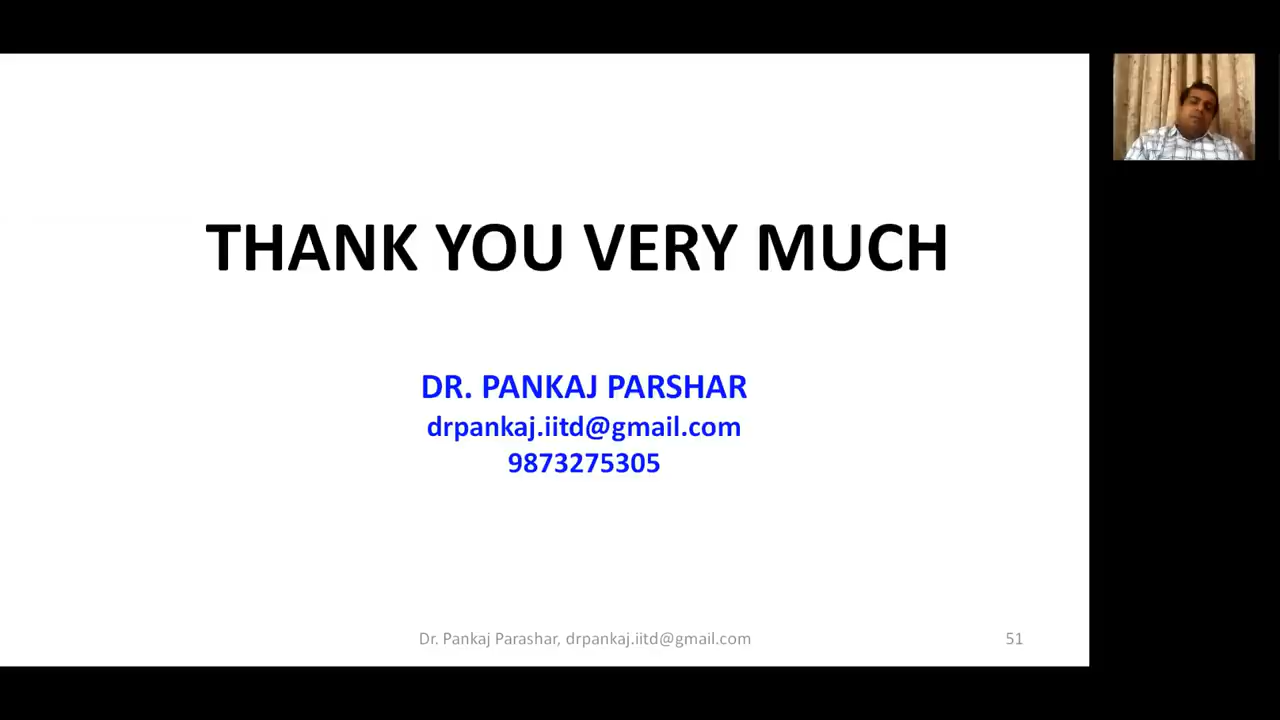 THANK YOU VERY MUCH
DR. PANKAJ PARSHAR
drpankaj.iitd@gmail.com
9873275305
Dr. Pankaj Parashar, drpankaj.iitd@gmail.com
51